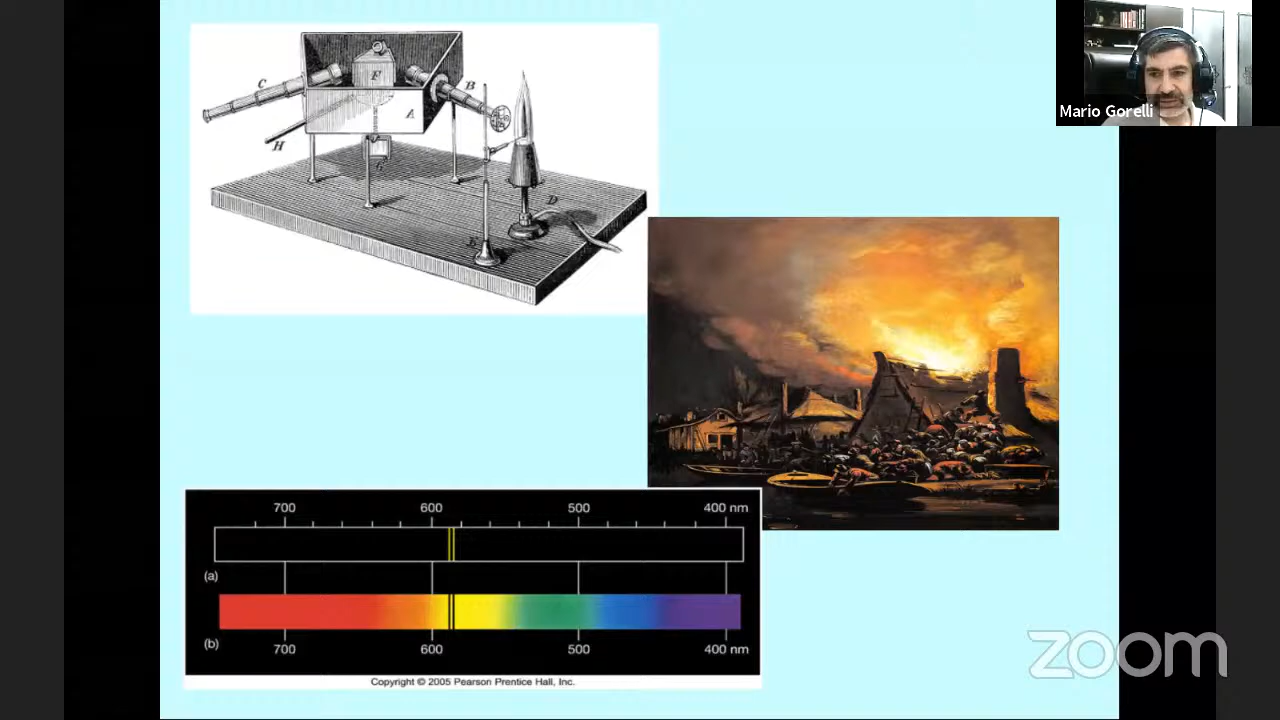 Mario Gorelli
C
F
B
A
H
G
D
E
700 600 500 400 nm
(a)
(b)
700 600 500 400 nm
Copyright © 2005 Pearson Prentice Hall, Inc.
zoom